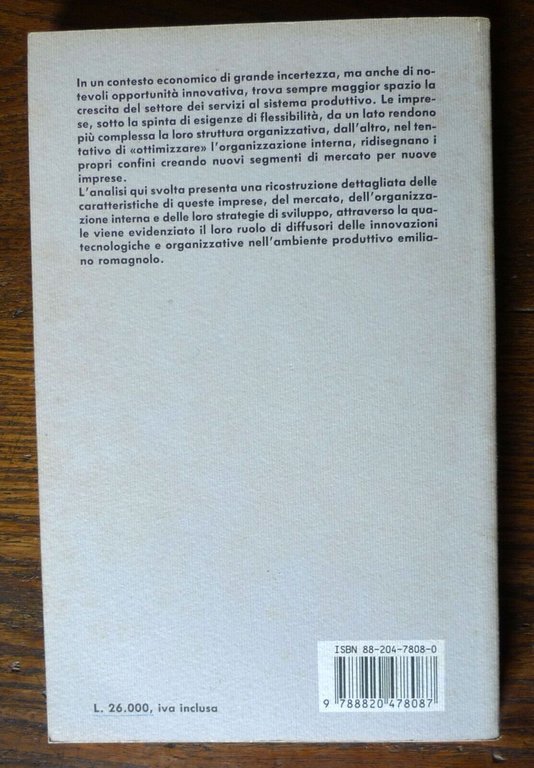 In un contesto economico di grande incertezza, ma anche di no-
tevoli opportunità innovativa, trova sempre maggior spazio la
crescita del settore dei servizi al sistema produttivo. Le impre-
se, sotto la spinta di esigenze di flessibilità, da un lato rendono
più complessa la loro struttura organizzativa, dall'altro, nel ten-
tativo di «ottimizzare» l'organizzazione interna, ridisegnano i
propri confini creando nuovi segmenti di mercato per nuove
imprese.
L'analisi qui svolta presenta una ricostruzione dettagliata delle
caratteristiche di queste imprese, del mercato, dell'organizza-
zione interna e delle loro strategie di sviluppo, attraverso la qua-
le viene evidenziato il loro ruolo di diffusori delle innovazioni
tecnologiche e organizzative nell'ambiente produttivo emilia-
no romagnolo.
ISBN 88-204-7808-0
9 788820 478087
L. 26.000, iva inclusa